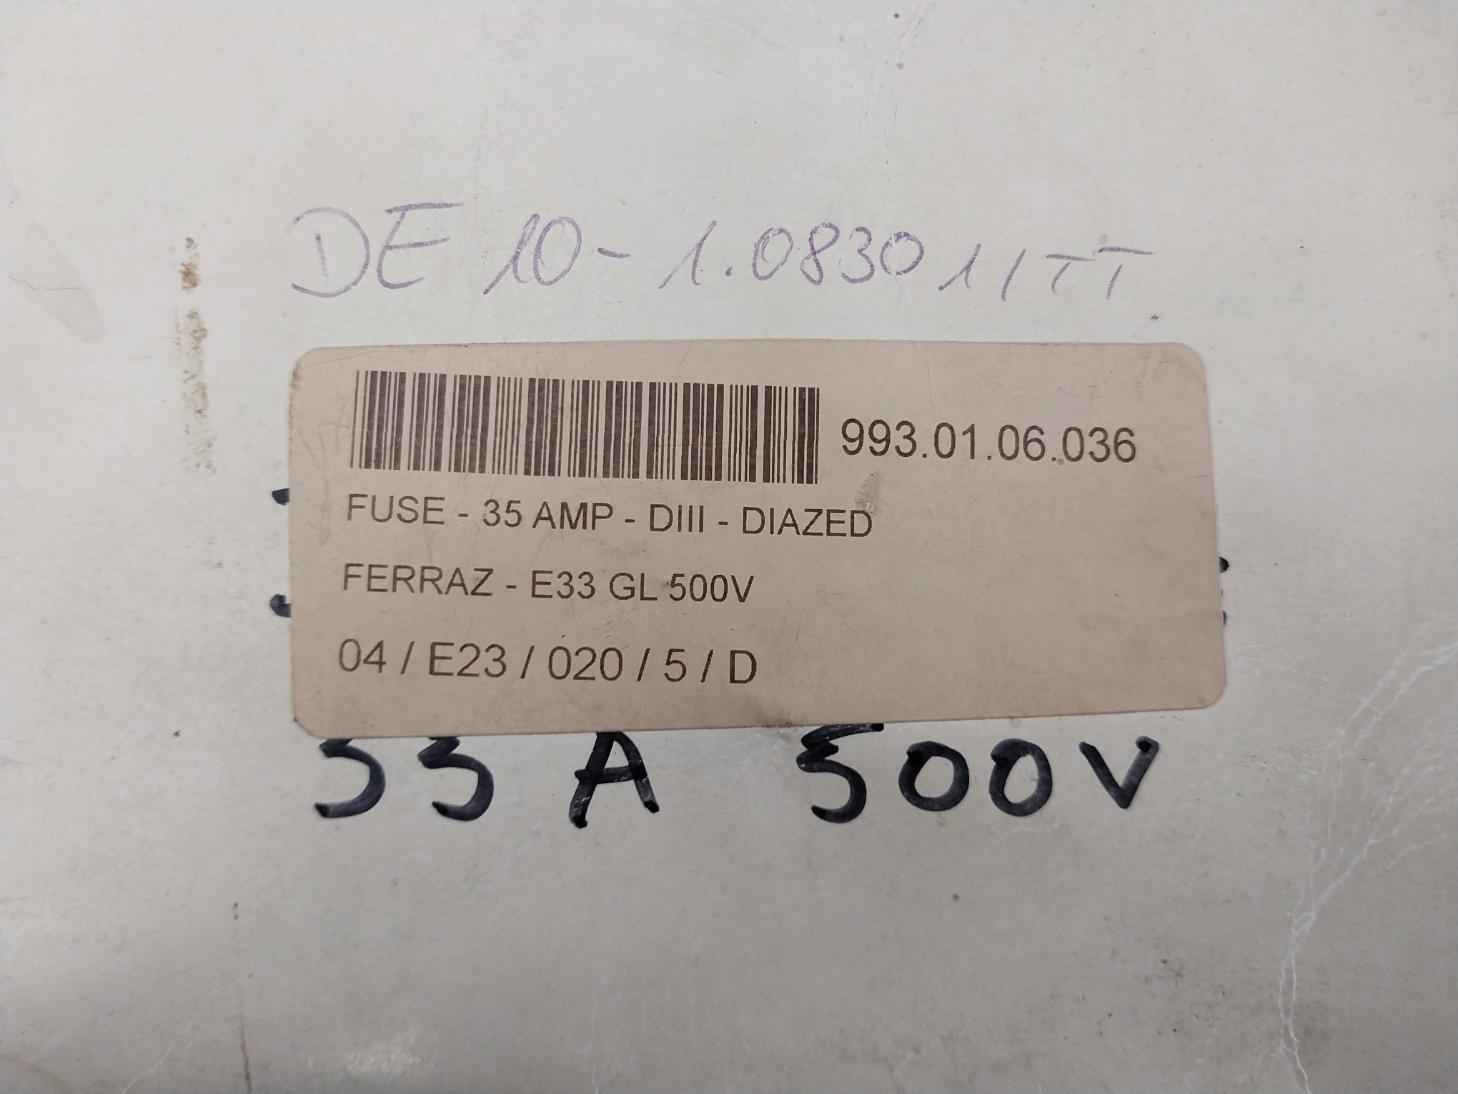 DE 10-1.083011TT
993.01.06.036
FUSE - 35 AMP - DIII - DIAZED
FERRAZ - E33 GL 500V
04 / E23 / 020 / 5 / D
35 A 500V